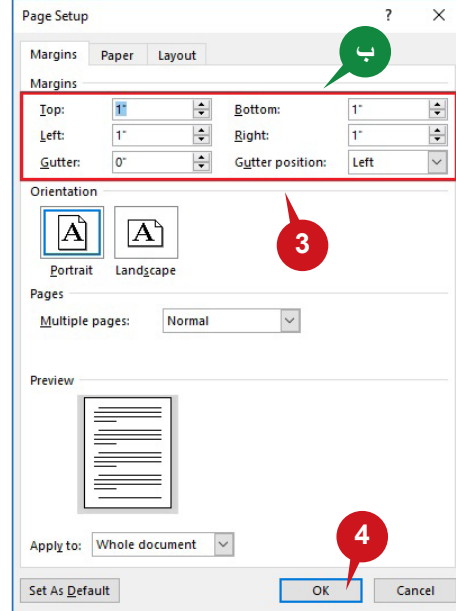 Page Setup ? ×
Margins Paper Layout
ب
Margins
Top: 1" Bottom: 1"
Left: 1" Right: 1"
Gutter: 0" Gutter position: Left
Orientation
3
A A
Portrait Landscape
Pages
Multiple pages: Normal
Preview
Apply to: Whole document
4
Set As Default OK Cancel